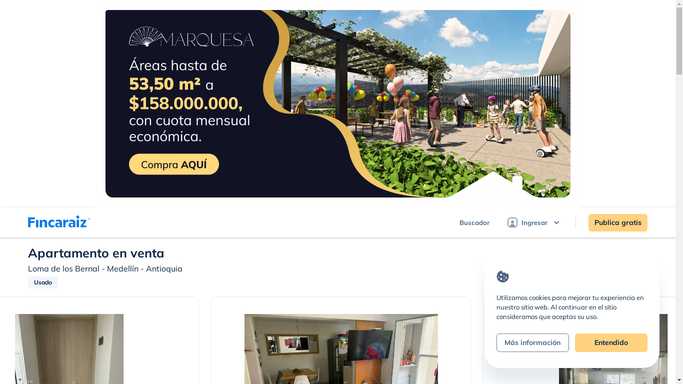 MARQUESA
Áreas hasta de
53,50 m² a
$158.000.000,
con cuota mensual
económica.
Compra AQUÍ
Fincaraiz
Buscador
Ingresar
Publica gratis
Apartamento en venta
Loma de los Bernal - Medellín - Antioquia
Usado
Utilizamos cookies para mejorar tu experiencia en
nuestro sitio web. Al continuar en el sitio
consideramos que aceptas su uso.
Más información
Entendido